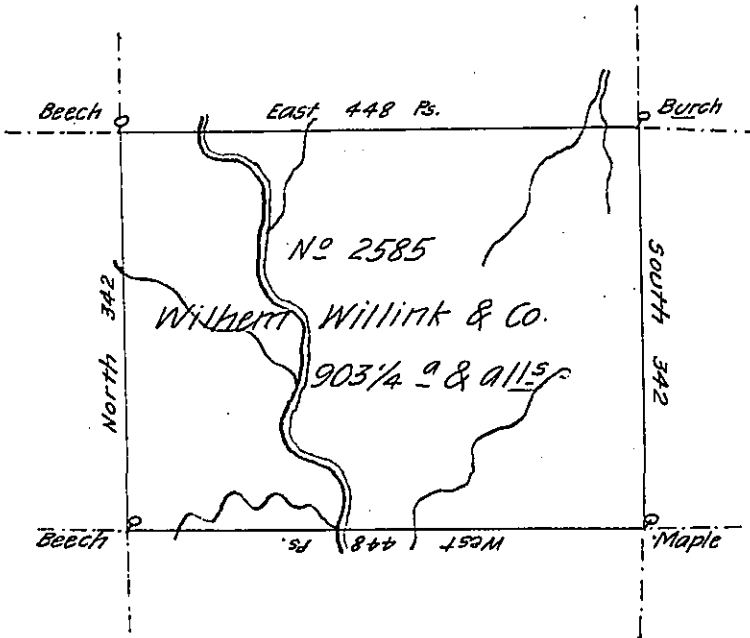 Beech
East 448 Ps.
Burch
Nº 2585
Wilhem Willink & Co.
903¼ a & alls
North 342
South 342
Beech
West 448 Ps.
Maple